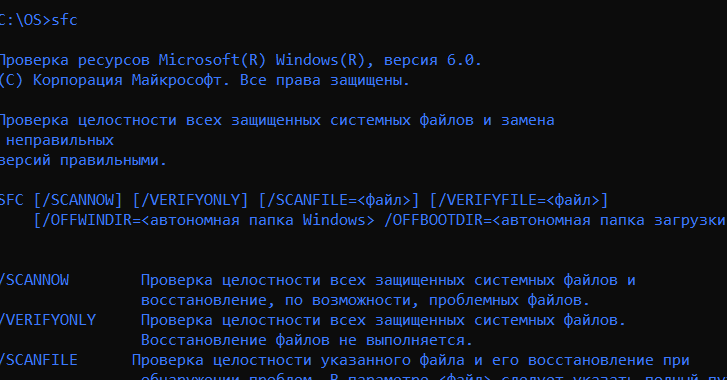 C:\OS>sfc
Проверка ресурсов Microsoft(R) Windows(R), версия 6.0.
(C) Корпорация Майкрософт. Все права защищены.
Проверка целостности всех защищенных системных файлов и замена
неправильных
версий правильными.
SFC [/SCANNOW] [/VERIFYONLY] [/SCANFILE=<файл>] [/VERIFYFILE=<файл>]
[/OFFWINDIR=<автономная папка Windows> /OFFBOOTDIR=<автономная папка загрузки
/SCANNOW Проверка целостности всех защищенных системных файлов и
восстановление, по возможности, проблемных файлов.
/VERIFYONLY Проверка целостности всех защищенных системных файлов.
Восстановление файлов не выполняется.
/SCANFILE Проверка целостности указанного файла и его восстановление при
обнаружении проблем. В параметре <файл> следует указать полный